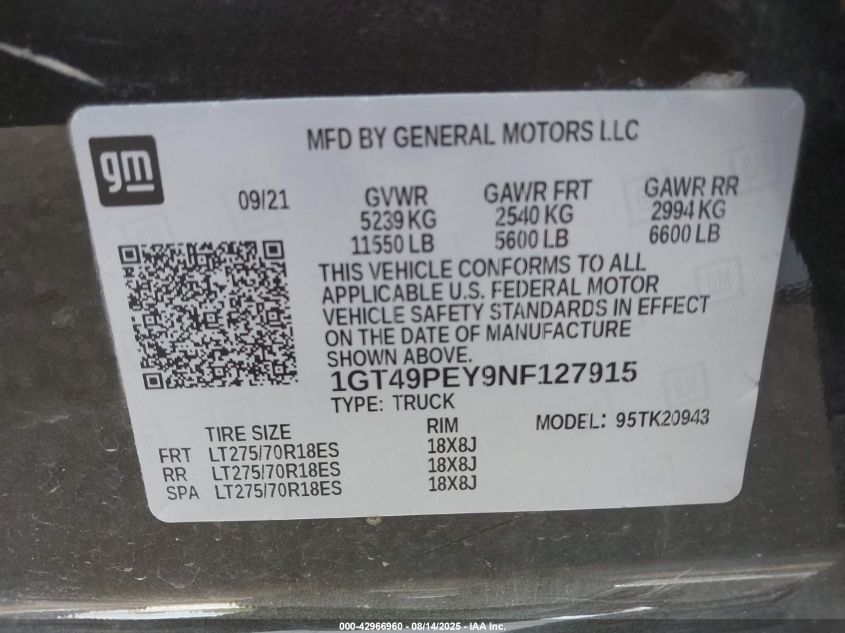 MFD BY GENERAL MOTORS LLC
gm
09/21
GVWR GAWR FRT GAWR RR
5239 KG 2540 KG 2994 KG
11550 LB 5600 LB 6600 LB
THIS VEHICLE CONFORMS TO ALL
APPLICABLE U.S. FEDERAL MOTOR
VEHICLE SAFETY STANDARDS IN EFFECT
ON THE DATE OF MANUFACTURE
SHOWN ABOVE.
1GT49PEY9NF127915
TYPE: TRUCK
MODEL: 95TK20943
TIRE SIZE RIM
FRT LT275/70R18ES 18X8J
RR LT275/70R18ES 18X8J
SPA LT275/70R18ES 18X8J
000-42966960 - 08/14/2025 - IAA Inc.